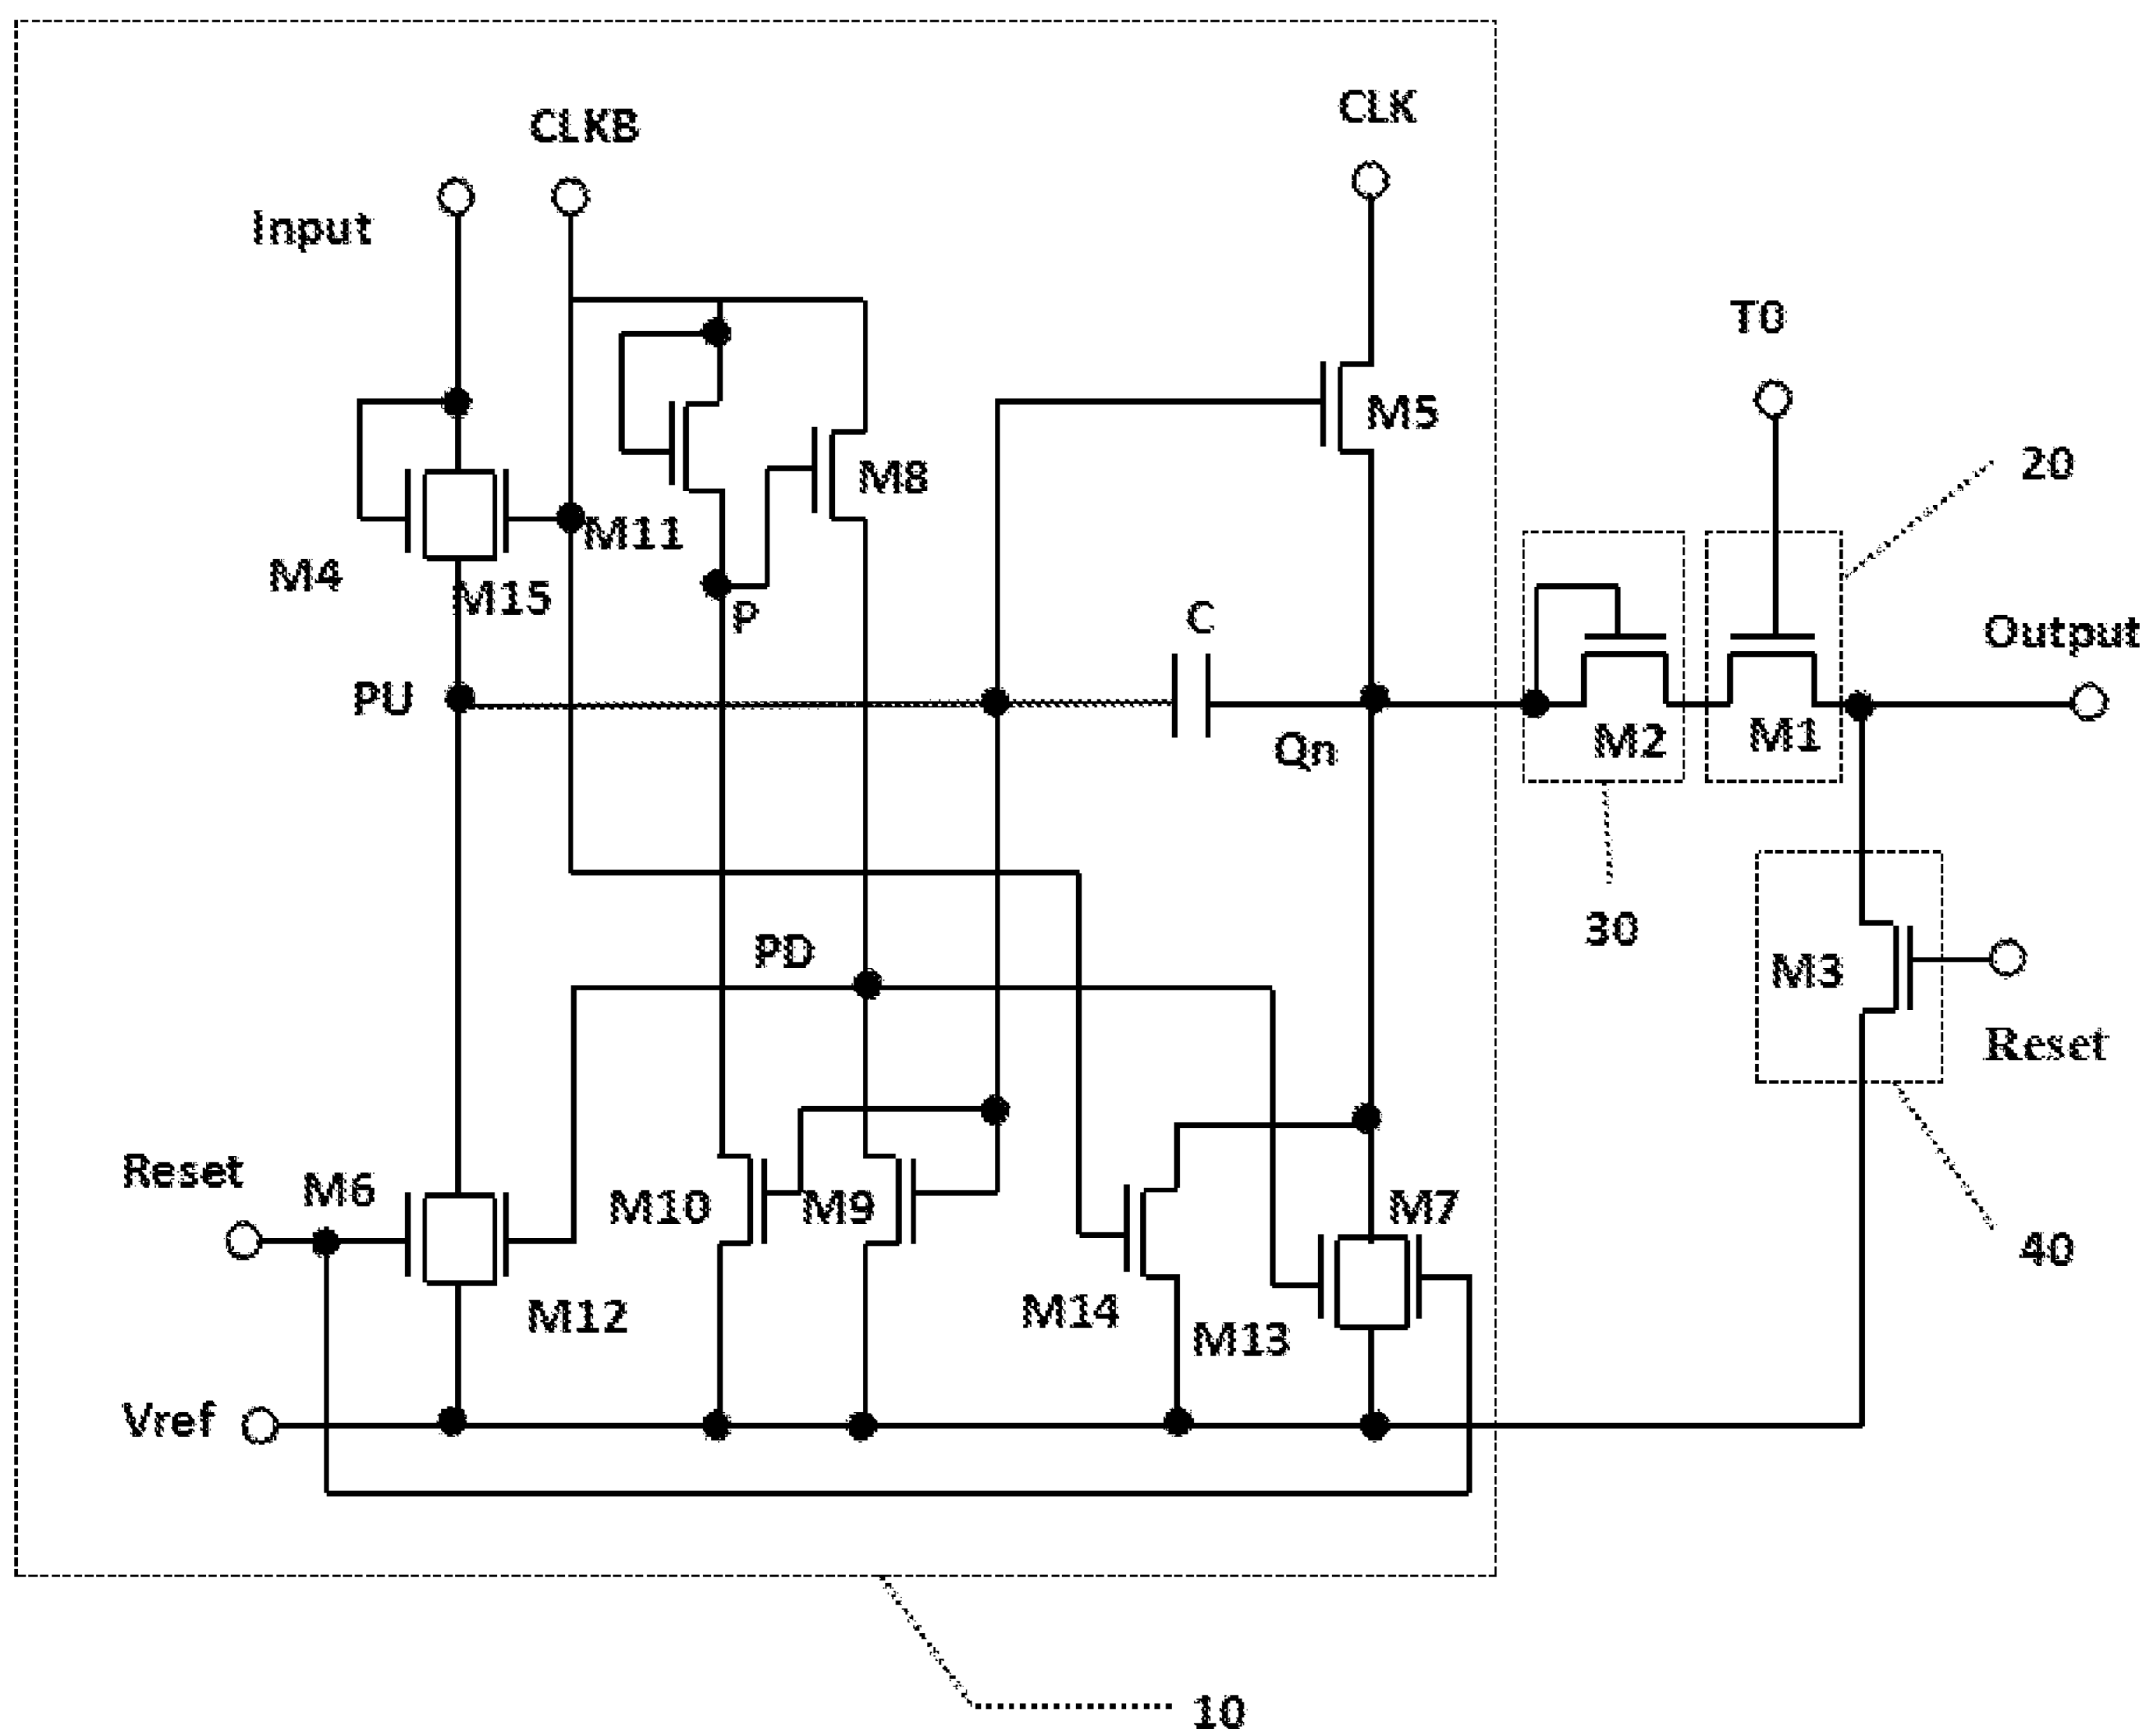 CLK
CLKB
Input
T0
M5
20
M8
M11
M4
M15
P
C
Output
PU
Qn
M2
M1
30
PD
M3
Reset
Reset
M6
M10
M9
M7
40
M12
M14
M13
Vref
10